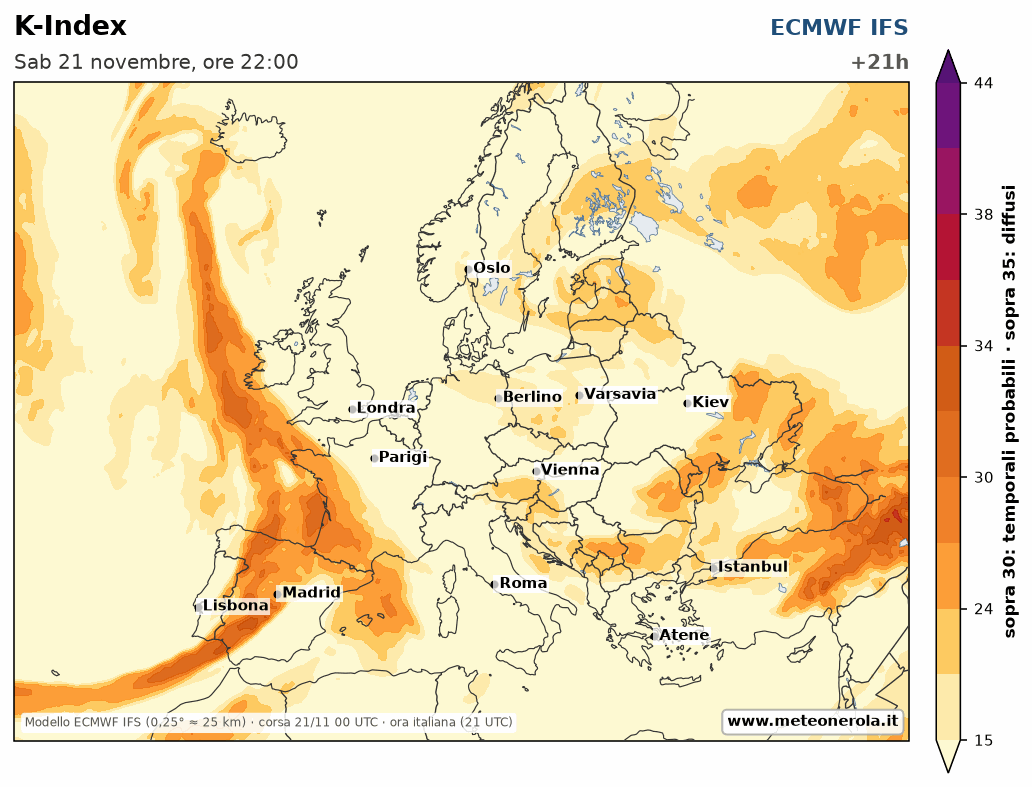 K-Index
ECMWF IFS
Sab 21 novembre, ore 22:00
+21h
44
38
34
30
24
15
sopra 30: temporali probabili · sopra 35: diffusi
Oslo
Londra
Berlino
Varsavia
Kiev
Parigi
Vienna
Istanbul
Roma
Madrid
Lisbona
Atene
Modello ECMWF IFS (0,25° ≈ 25 km) · corsa 21/11 00 UTC · ora italiana (21 UTC)
www.meteonerola.it